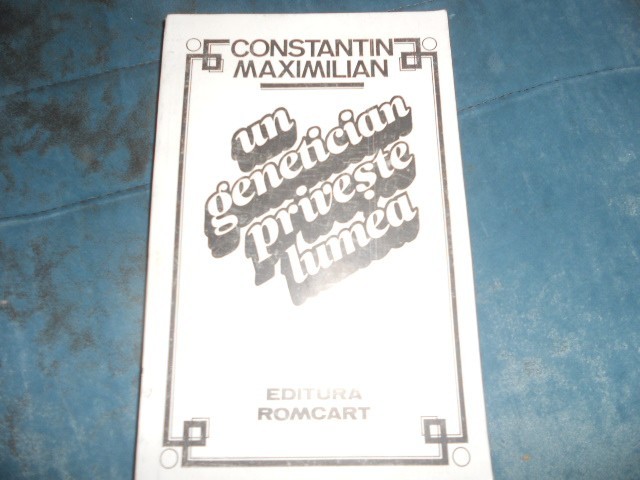 CONSTANTIN
MAXIMILIAN
un
genetician
privește
lumea
EDITURA
ROMCART